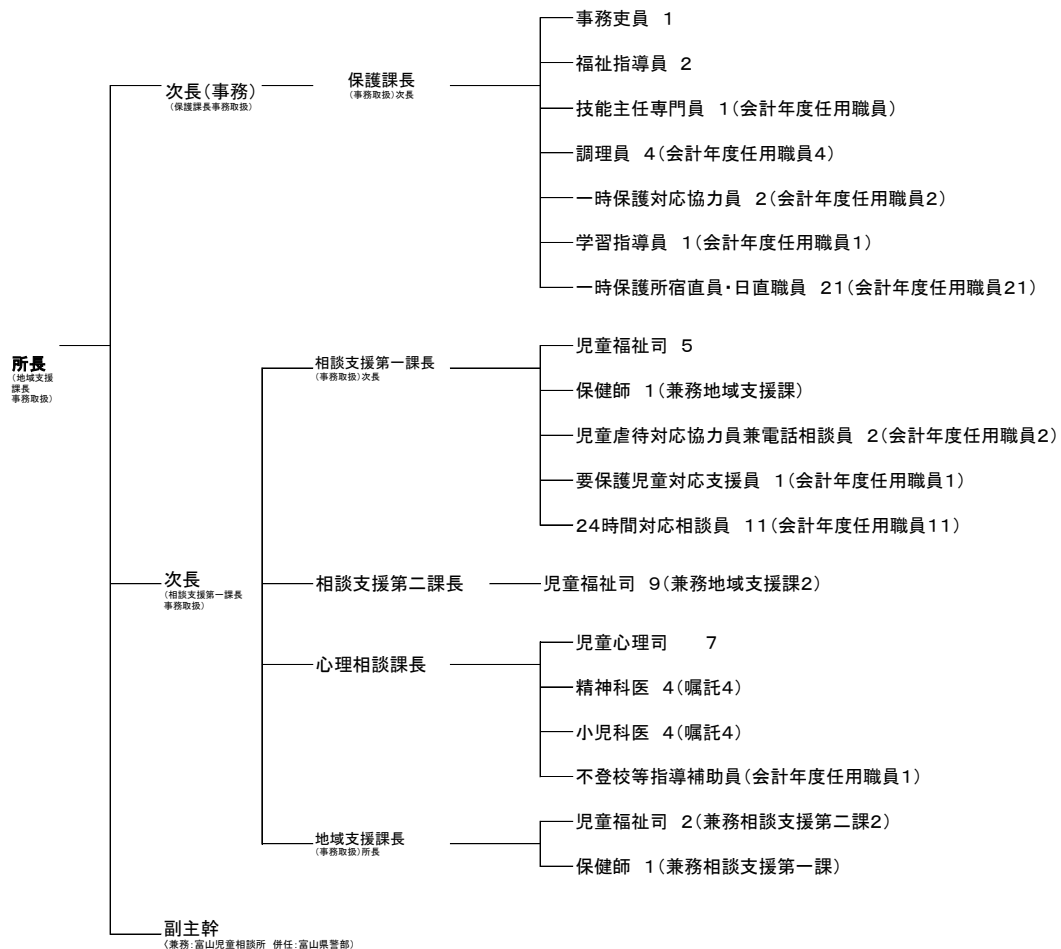 事務吏員 1
福祉指導員 2
次長(事務)
(保護課長事務取扱)
保護課長
(事務取扱)次長
技能主任専門員 1(会計年度任用職員)
調理員 4(会計年度任用職員4)
一時保護対応協力員 2(会計年度任用職員2)
学習指導員 1(会計年度任用職員1)
一時保護所宿直員・日直職員 21(会計年度任用職員21)
所長
(地域支援
課長
事務取扱)
相談支援第一課長
(事務取扱)次長
児童福祉司 5
保健師 1(兼務地域支援課)
児童虐待対応協力員兼電話相談員 2(会計年度任用職員2)
要保護児童対応支援員 1(会計年度任用職員1)
24時間対応相談員 11(会計年度任用職員11)
次長
(相談支援第一課長
事務取扱)
相談支援第二課長
児童福祉司 9(兼務地域支援課2)
心理相談課長
児童心理司 7
精神科医 4(嘱託4)
小児科医 4(嘱託4)
不登校等指導補助員(会計年度任用職員1)
地域支援課長
(事務取扱)所長
児童福祉司 2(兼務相談支援第二課2)
保健師 1(兼務相談支援第一課)
副主幹
(兼務:富山児童相談所 併任:富山県警部)